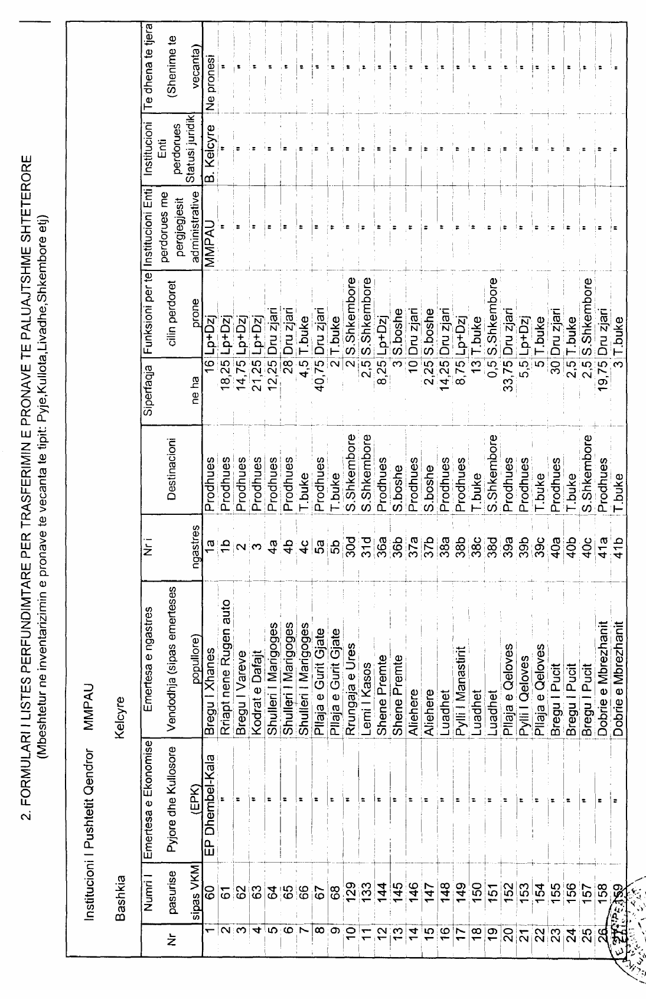 2. FORMULARI I LISTES PERFUNDIMTARE PER TRASFERIMIN E PRONAVE TE PALUAJTSHME SHTETERORE
(Mbeshtetur ne inventarizimin e pronave te vecanta te tipit: Pyje,Kullota,Livadhe,Shkembore etj)
Institucioni I Pushtetit Qendror MMPAU
Bashkia Kelcyre
Nr Numri I pasurise sipas VKM Emertesa e Ekonomise Pyjore dhe Kullosore (EPK) Emertesa e ngastres Vendodhja (sipas emerteses popullore) Nr i ngastres Destinacioni Siperfaqja ne ha Funksioni per te cilin perdoret prone Institucioni Enti perdorues me pergjegjesit administrative Institucioni Enti perdorues Statusi juridik Te dhena te tjera (Shenime te vecanta)
1 60 EP Dhembel-Kala Bregu I Xhanes 1a Prodhues 16 Lp+Dzj MMPAU B. Kelcyre Ne pronesi
2 61 " Rriapt nene Rugen auto 1b Prodhues 18,25 Lp+Dzj " " "
3 62 " Bregu I Vareve 2 Prodhues 14,75 Lp+Dzj " " "
4 63 " Kodrat e Dafajt 3 Prodhues 21,25 Lp+Dzj " " "
5 64 " Shulleri I Marigoges 4a Prodhues 12,25 Dru zjari " " "
6 65 " Shulleri I Marigoges 4b Prodhues 28 Dru zjari " " "
7 66 " Shulleri I Marigoges 4c T.buke 4,5 T.buke " " "
8 67 " Pllaja e Gurit Gjate 5a Prodhues 40,75 Dru zjari " " "
9 68 " Pllaja e Gurit Gjate 5b T.buke 2 T.buke " " "
10 129 " Rrungaja e Ures 30d S.Shkembore 2 S.Shkembore " " "
11 133 " Lemi I Kasos 31d S.Shkembore 2,5 S.Shkembore " " "
12 144 " Shene Premte 36a Prodhues 8,25 Lp+Dzj " " "
13 145 " Shene Premte 36b S.boshe 3 S.boshe " " "
14 146 " Aliehere 37a Prodhues 10 Dru zjari " " "
15 147 " Aliehere 37b S.boshe 2,25 S.boshe " " "
16 148 " Luadhet 38a Prodhues 14,25 Dru zjari " " "
17 149 " Pylli I Manastirit 38b Prodhues 8,75 Lp+Dzj " " "
18 150 " Luadhet 38c T.buke 13 T.buke " " "
19 151 " Luadhet 38d S.Shkembore 0,5 S.Shkembore " " "
20 152 " Pllaja e Qeloves 39a Prodhues 33,75 Dru zjari " " "
21 153 " Pylli I Qeloves 39b Prodhues 5,5 Lp+Dzj " " "
22 154 " Pllaja e Qeloves 39c T.buke 5 T.buke " " "
23 155 " Bregu I Pucit 40a Prodhues 30 Dru zjari " " "
24 156 " Bregu I Pucit 40b T.buke 2,5 T.buke " " "
25 157 " Bregu I Pucit 40c S.Shkembore 2,5 S.Shkembore " " "
26 158 " Dobrie e Mbrezhanit 41a Prodhues 19,75 Dru zjari " " "
27 159 " Dobrie e Mbrezhanit 41b T.buke 3 T.buke " " "